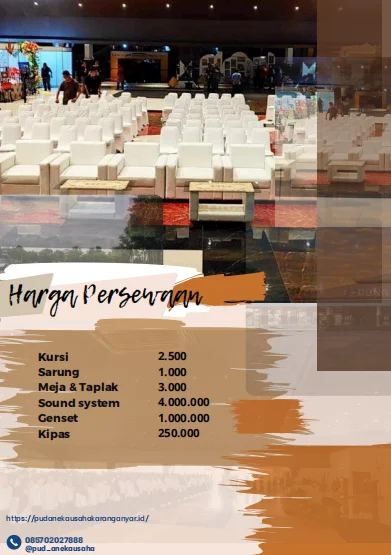 Harga Persewaan
Kursi 2.500
Sarung 1.000
Meja & Taplak 3.000
Sound system 4.000.000
Genset 1.000.000
Kipas 250.000
https://pudanekausahakaranganyar.id/
085702027888
@pud_anekausaha